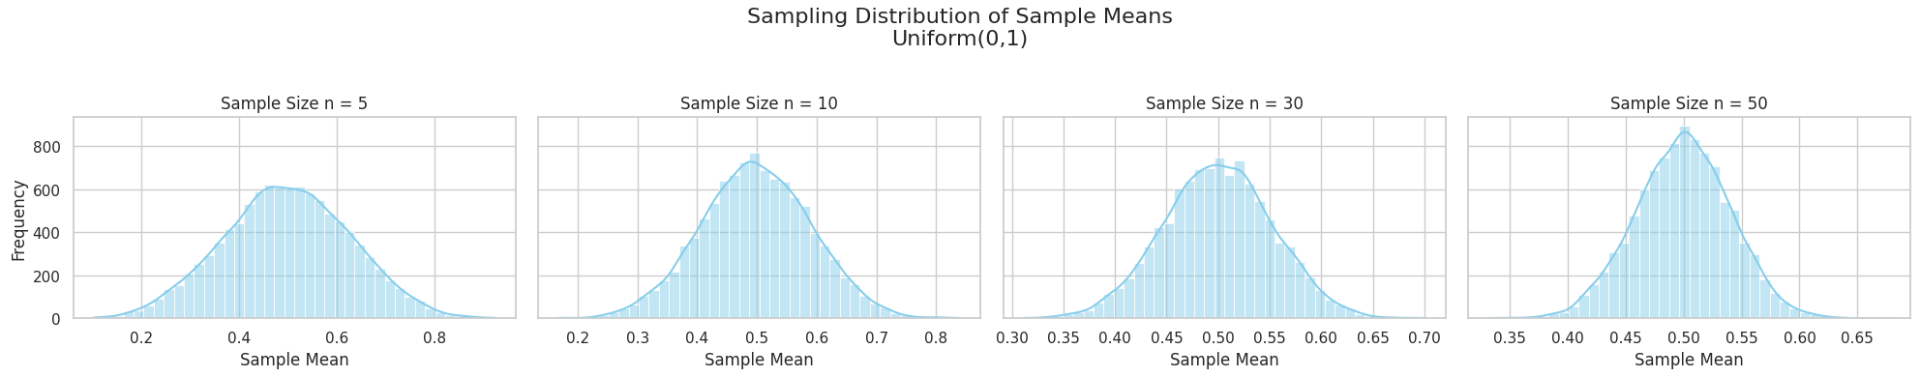 Sampling Distribution of Sample Means
Uniform(0,1)
Sample Size n = 5
Sample Size n = 10
Sample Size n = 30
Sample Size n = 50
Frequency
800
600
400
200
0
0.2 0.4 0.6 0.8
0.2 0.3 0.4 0.5 0.6 0.7 0.8
0.30 0.35 0.40 0.45 0.50 0.55 0.60 0.65 0.70
0.35 0.40 0.45 0.50 0.55 0.60 0.65
Sample Mean
Sample Mean
Sample Mean
Sample Mean